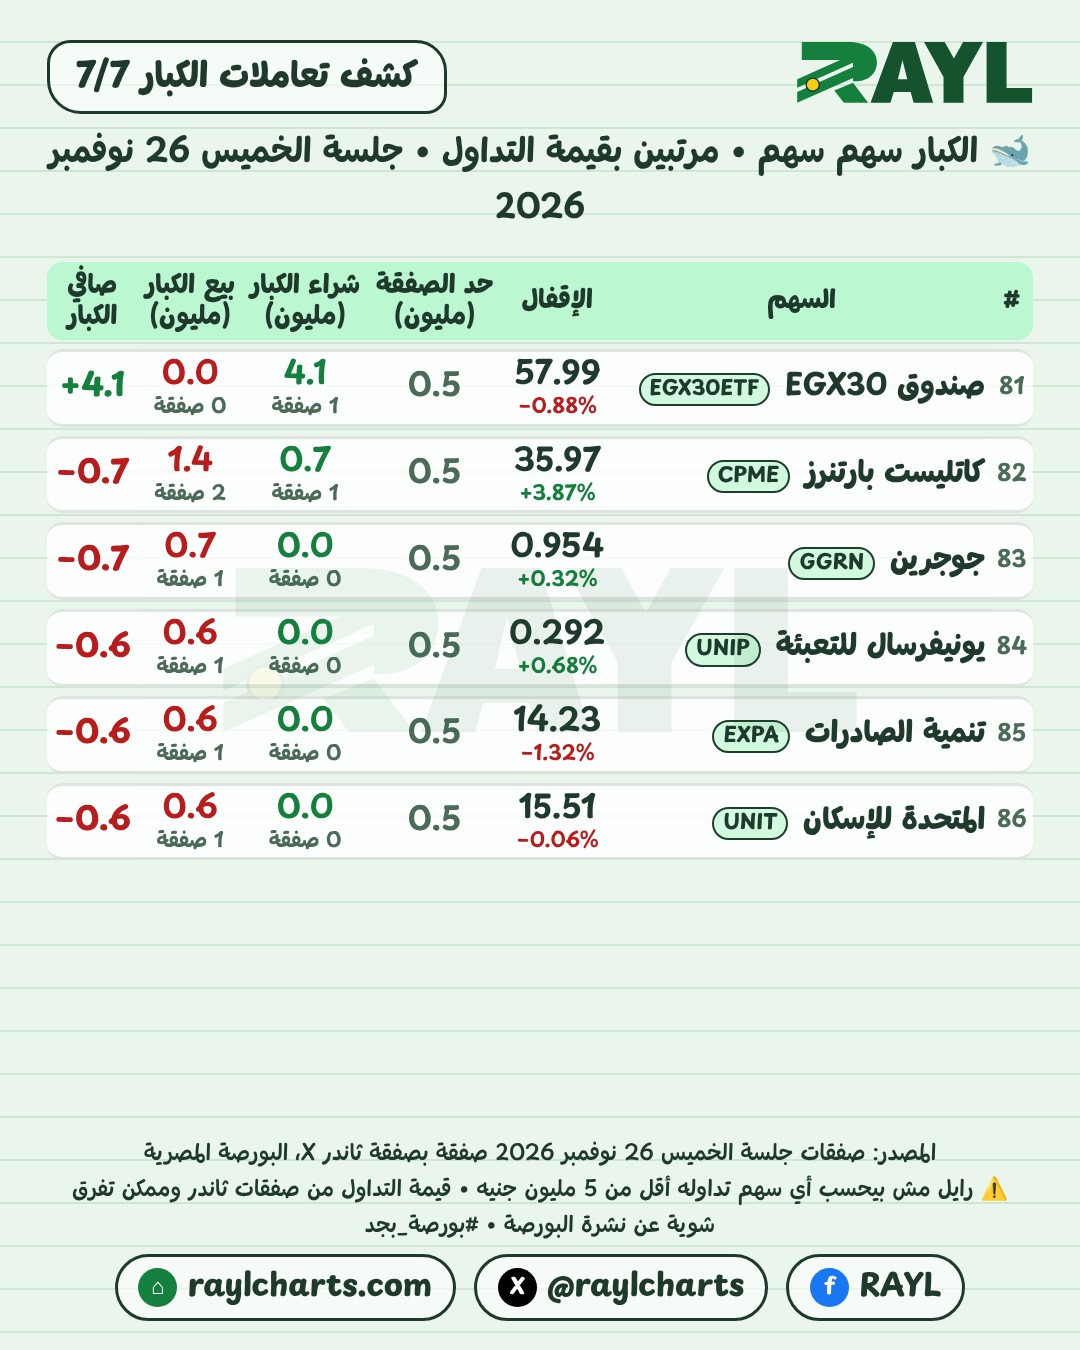 RAYL
كشف تعاملات الكبار 7/7
🐋 الكبار سهم سهم • مرتبين بقيمة التداول • جلسة الخميس 26 نوفمبر
2026
# السهم الإقفال حد الصفقة (مليون) شراء الكبار (مليون) بيع الكبار (مليون) صافي الكبار
81 صندوق EGX30 EGX30ETF 57.99 −0.88% 0.5 4.1 1 صفقة 0.0 0 صفقة +4.1
82 كاتليست بارتنرز CPME 35.97 +3.87% 0.5 0.7 1 صفقة 1.4 2 صفقة −0.7
83 جوجرين GGRN 0.954 +0.32% 0.5 0.0 0 صفقة 0.7 1 صفقة −0.7
84 يونيفرسال للتعبئة UNIP 0.292 +0.68% 0.5 0.0 0 صفقة 0.6 1 صفقة −0.6
85 تنمية الصادرات EXPA 14.23 −1.32% 0.5 0.0 0 صفقة 0.6 1 صفقة −0.6
86 المتحدة للإسكان UNIT 15.51 −0.06% 0.5 0.0 0 صفقة 0.6 1 صفقة −0.6
RAYL
المصدر: صفقات جلسة الخميس 26 نوفمبر 2026 صفقة بصفقة ثاندر X، البورصة المصرية
⚠️ رايل مش بيحسب أي سهم تداوله أقل من 5 مليون جنيه • قيمة التداول من صفقات ثاندر وممكن تفرق
شوية عن نشرة البورصة • #بورصة_بجد
raylcharts.com
X @raylcharts
f RAYL